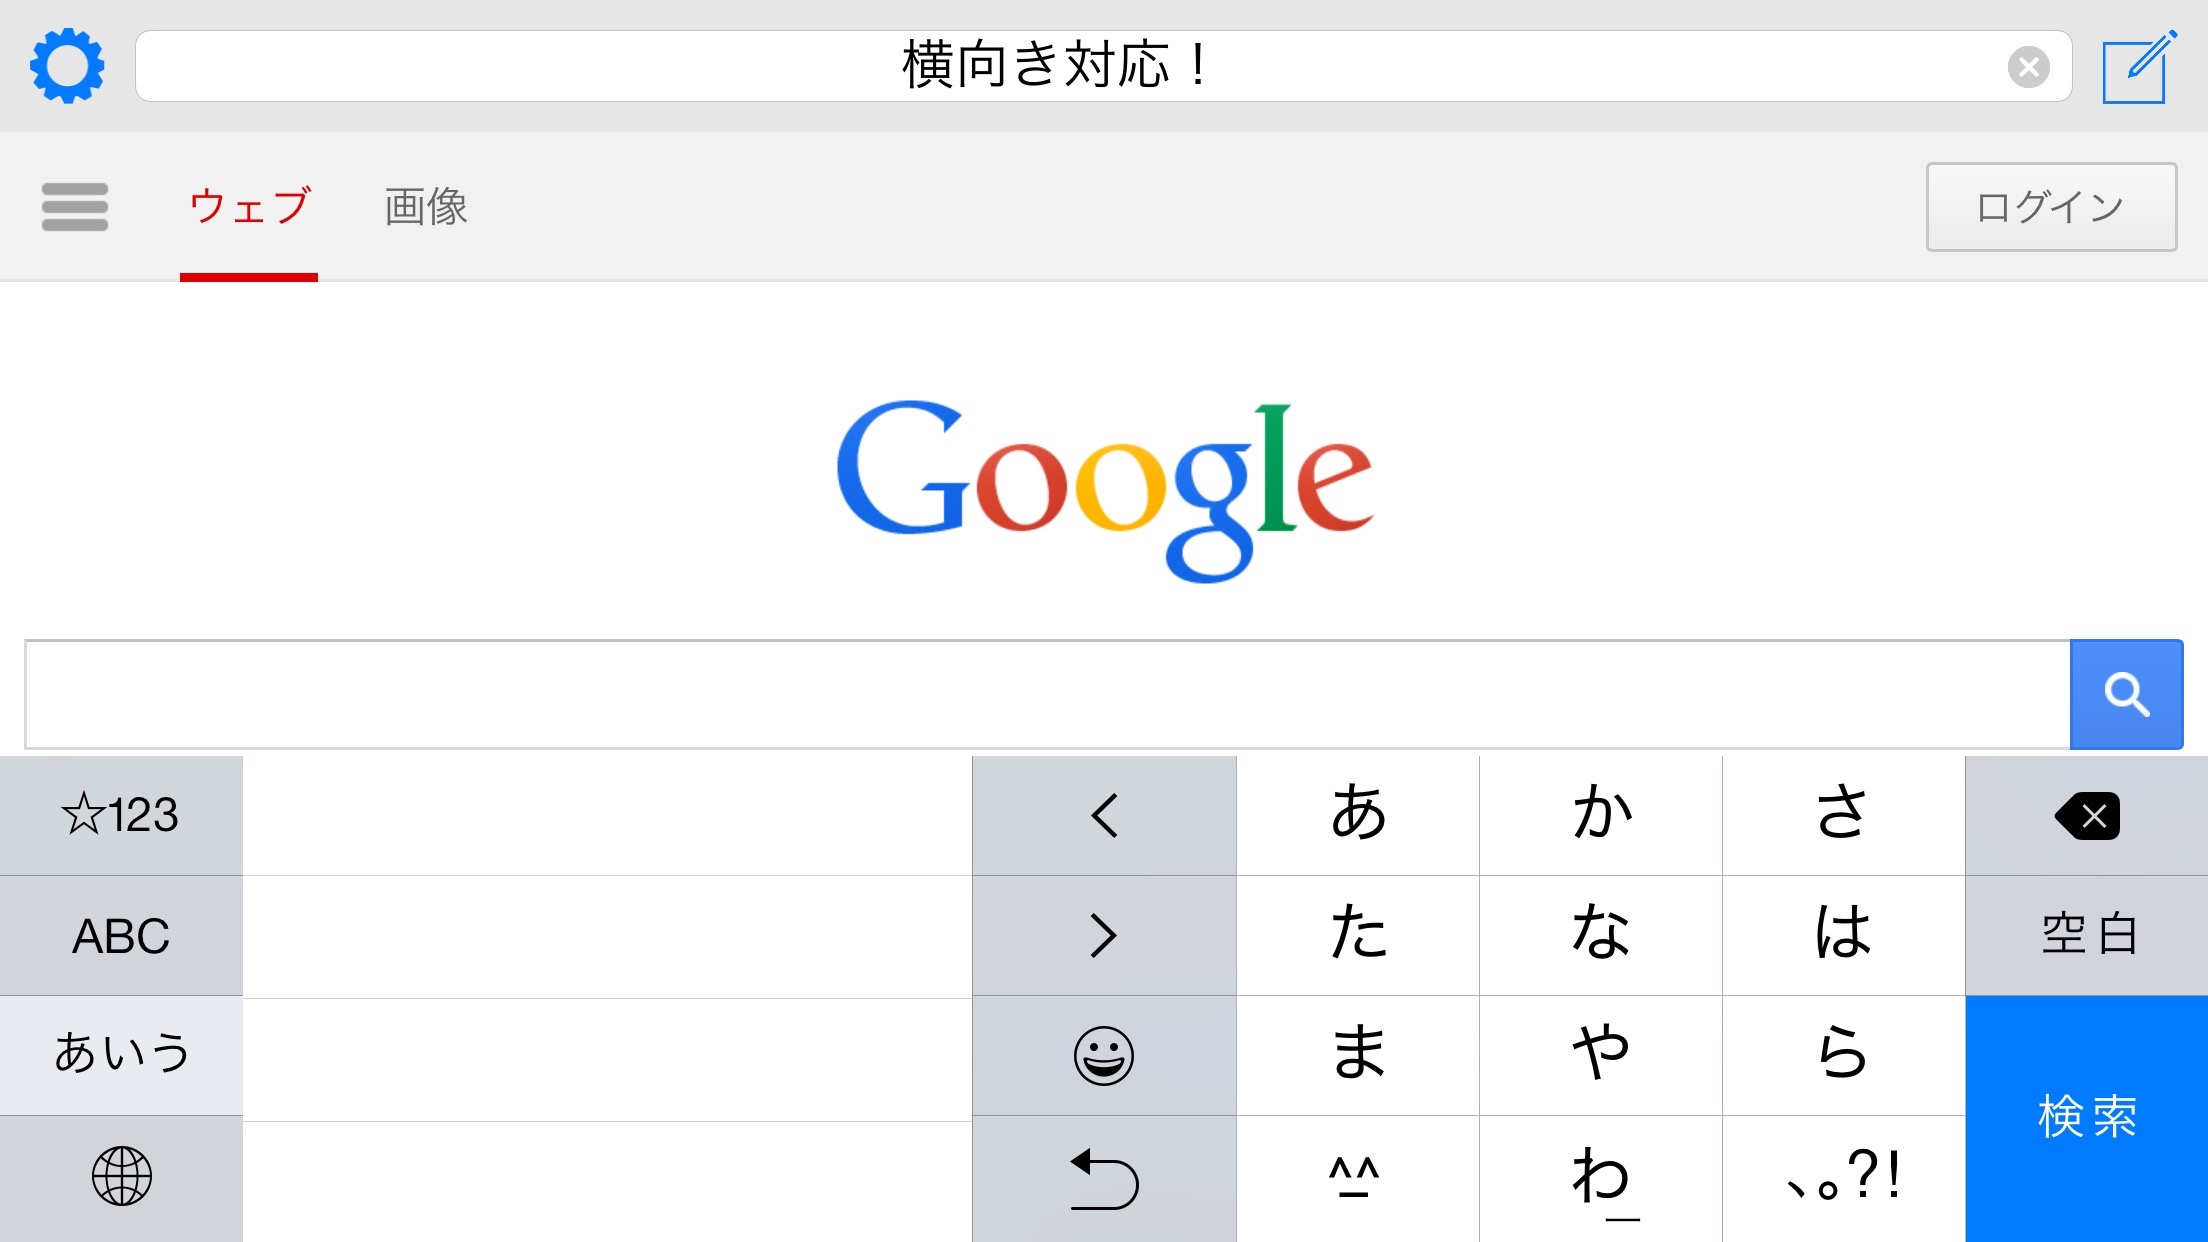 横向き対応！
ウェブ 画像 ログイン
Google
☆123 < あ か さ
ABC > た な は 空白
あいう ま や ら 検索
^_^ わ_ 、。?!